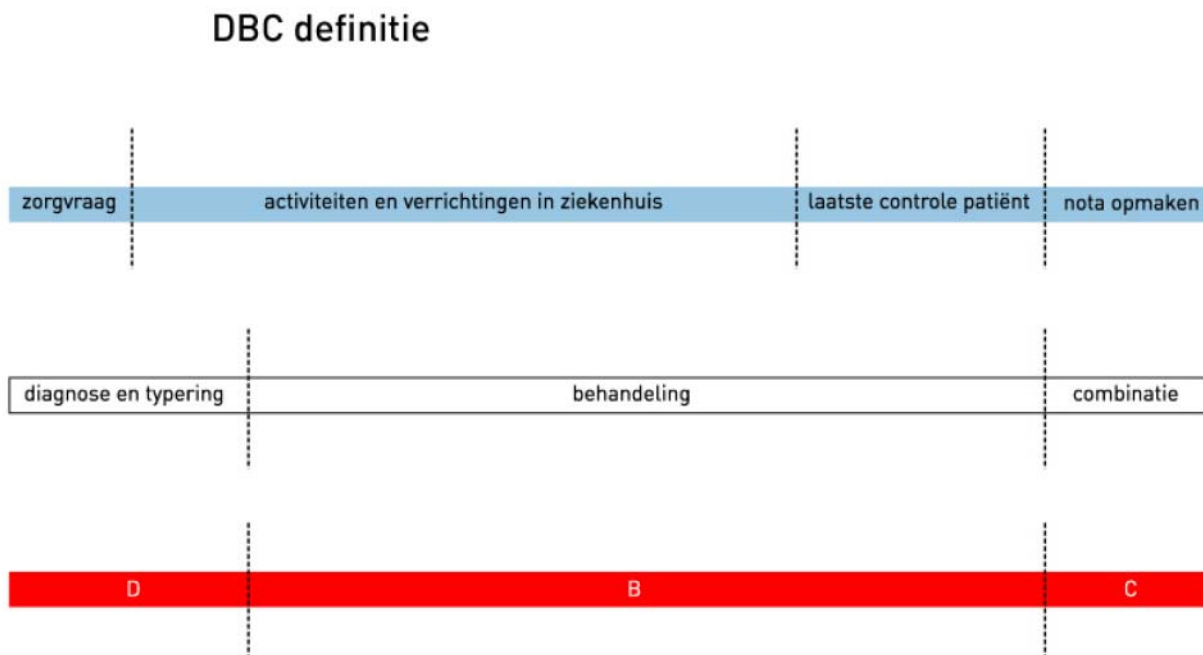 DBC definitie
zorgvraag activiteiten en verrichtingen in ziekenhuis laatste controle patiënt nota opmaken
diagnose en typering behandeling combinatie
D B C